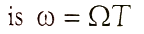 is ω = ΩT